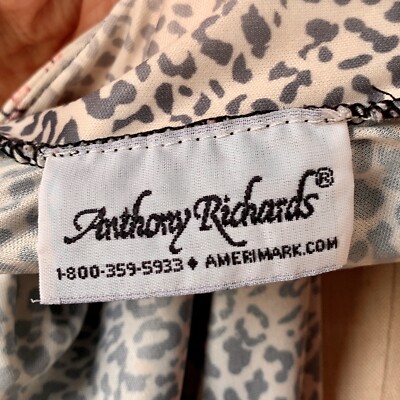 Anthony Richards®
1-800-359-5933 ♦ AMERIMARK.COM